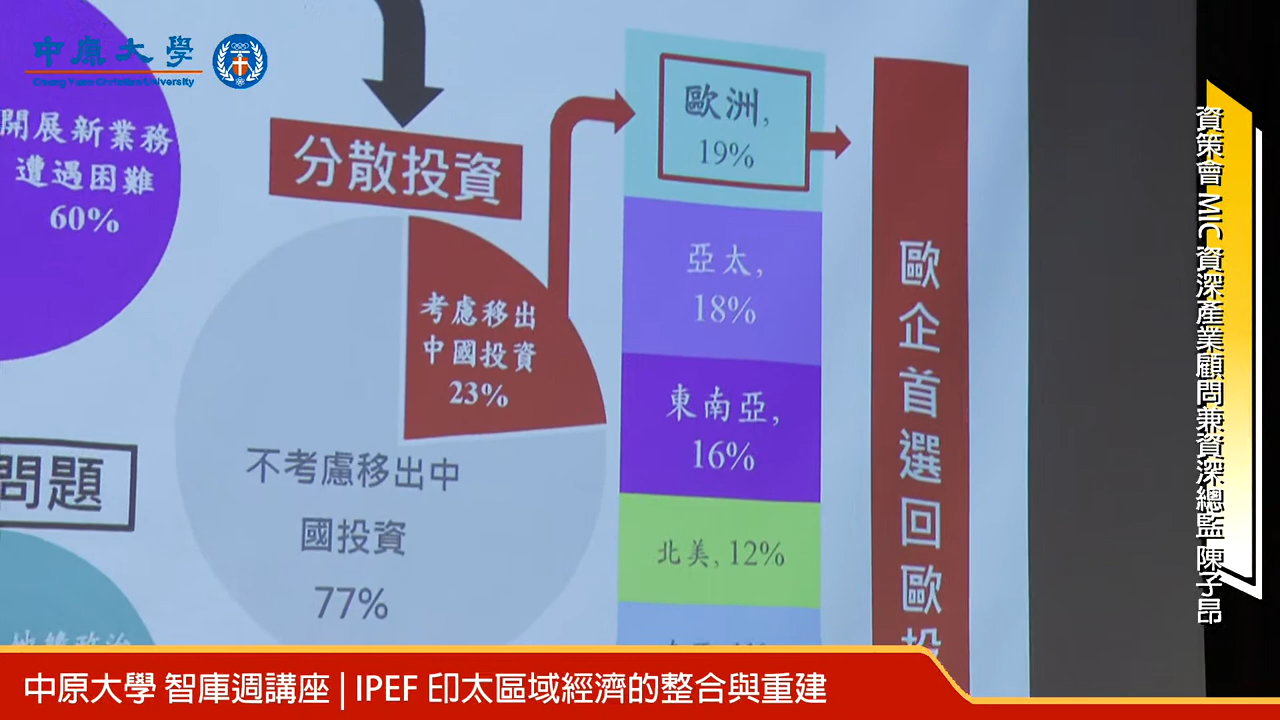 中原大學
Chung Yuan Christian University
開展新業務
遭遇困難
60%
分散投資
考慮移出
中國投資
23%
不考慮移出中
國投資
77%
歐洲,
19%
亞太,
18%
東南亞,
16%
北美, 12%
歐企首選回歐投
問題
地緣政治
資策會 MIC 資深產業顧問兼資深總監 陳子昂
中原大學 智庫週講座 | IPEF 印太區域經濟的整合與重建